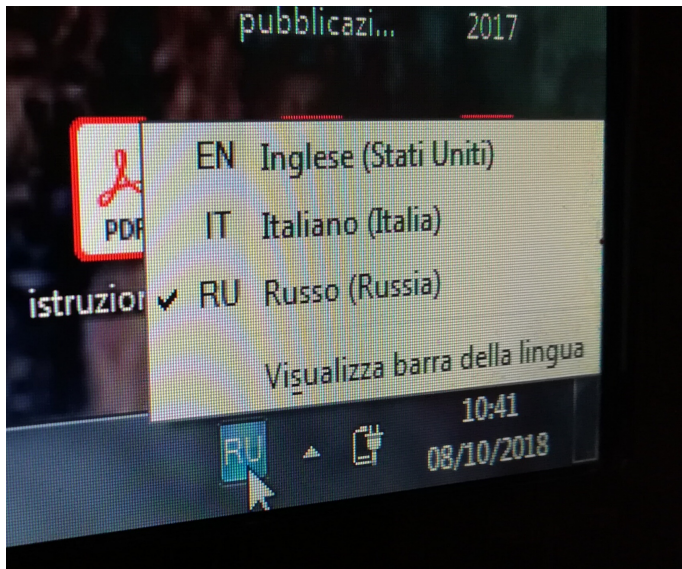 pubblicazi...
2017
PDF
istruzion
EN Inglese (Stati Uniti)
IT Italiano (Italia)
RU Russo (Russia)
Visualizza barra della lingua
RU
10:41
08/10/2018